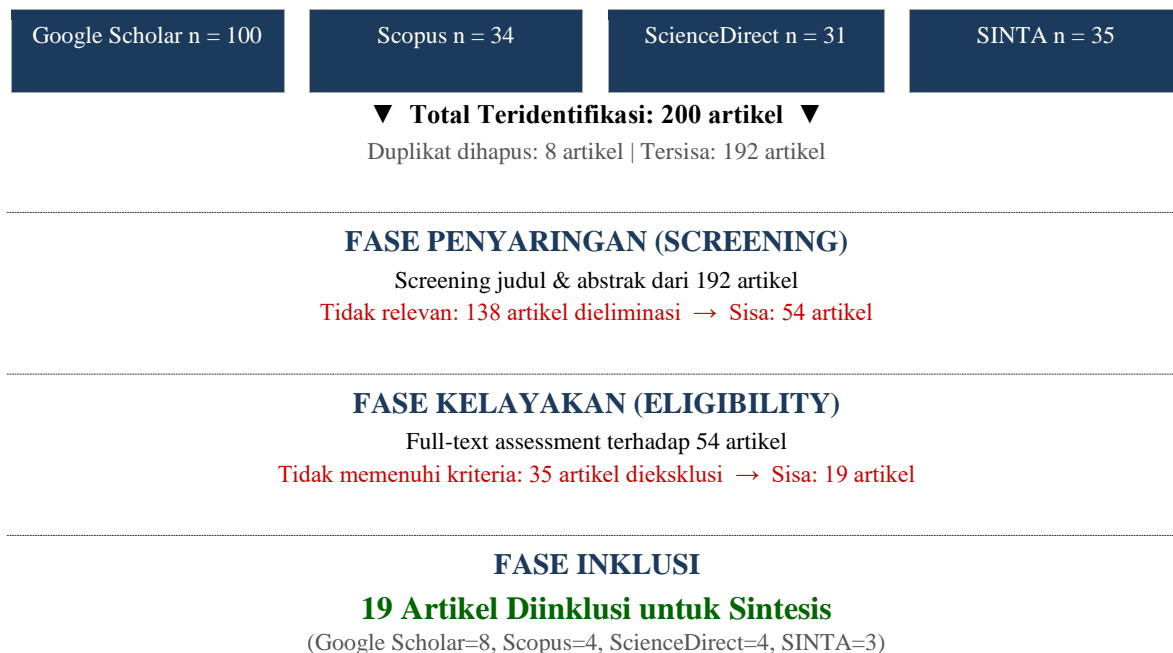 Google Scholar n = 100
Scopus n = 34
ScienceDirect n = 31
SINTA n = 35
▼ Total Teridentifikasi: 200 artikel ▼
Duplikat dihapus: 8 artikel | Tersisa: 192 artikel
FASE PENYARINGAN (SCREENING)
Screening judul & abstrak dari 192 artikel
Tidak relevan: 138 artikel dieliminasi → Sisa: 54 artikel
FASE KELAYAKAN (ELIGIBILITY)
Full-text assessment terhadap 54 artikel
Tidak memenuhi kriteria: 35 artikel dieksklusi → Sisa: 19 artikel
FASE INKLUSI
19 Artikel Diinklusi untuk Sintesis
(Google Scholar=8, Scopus=4, ScienceDirect=4, SINTA=3)